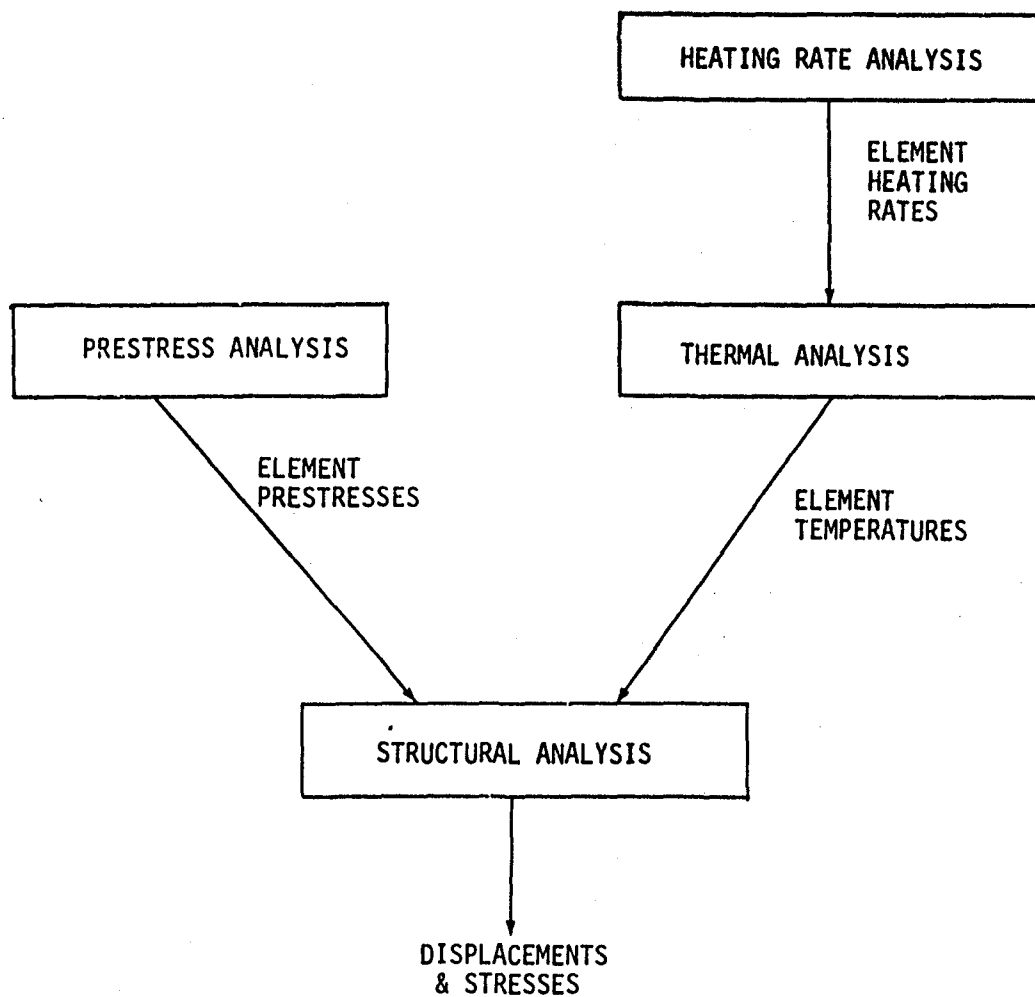 HEATING RATE ANALYSIS
ELEMENT
HEATING
RATES
PRESTRESS ANALYSIS
THERMAL ANALYSIS
ELEMENT
PRESTRESSES
ELEMENT
TEMPERATURES
STRUCTURAL ANALYSIS
DISPLACEMENTS
& STRESSES